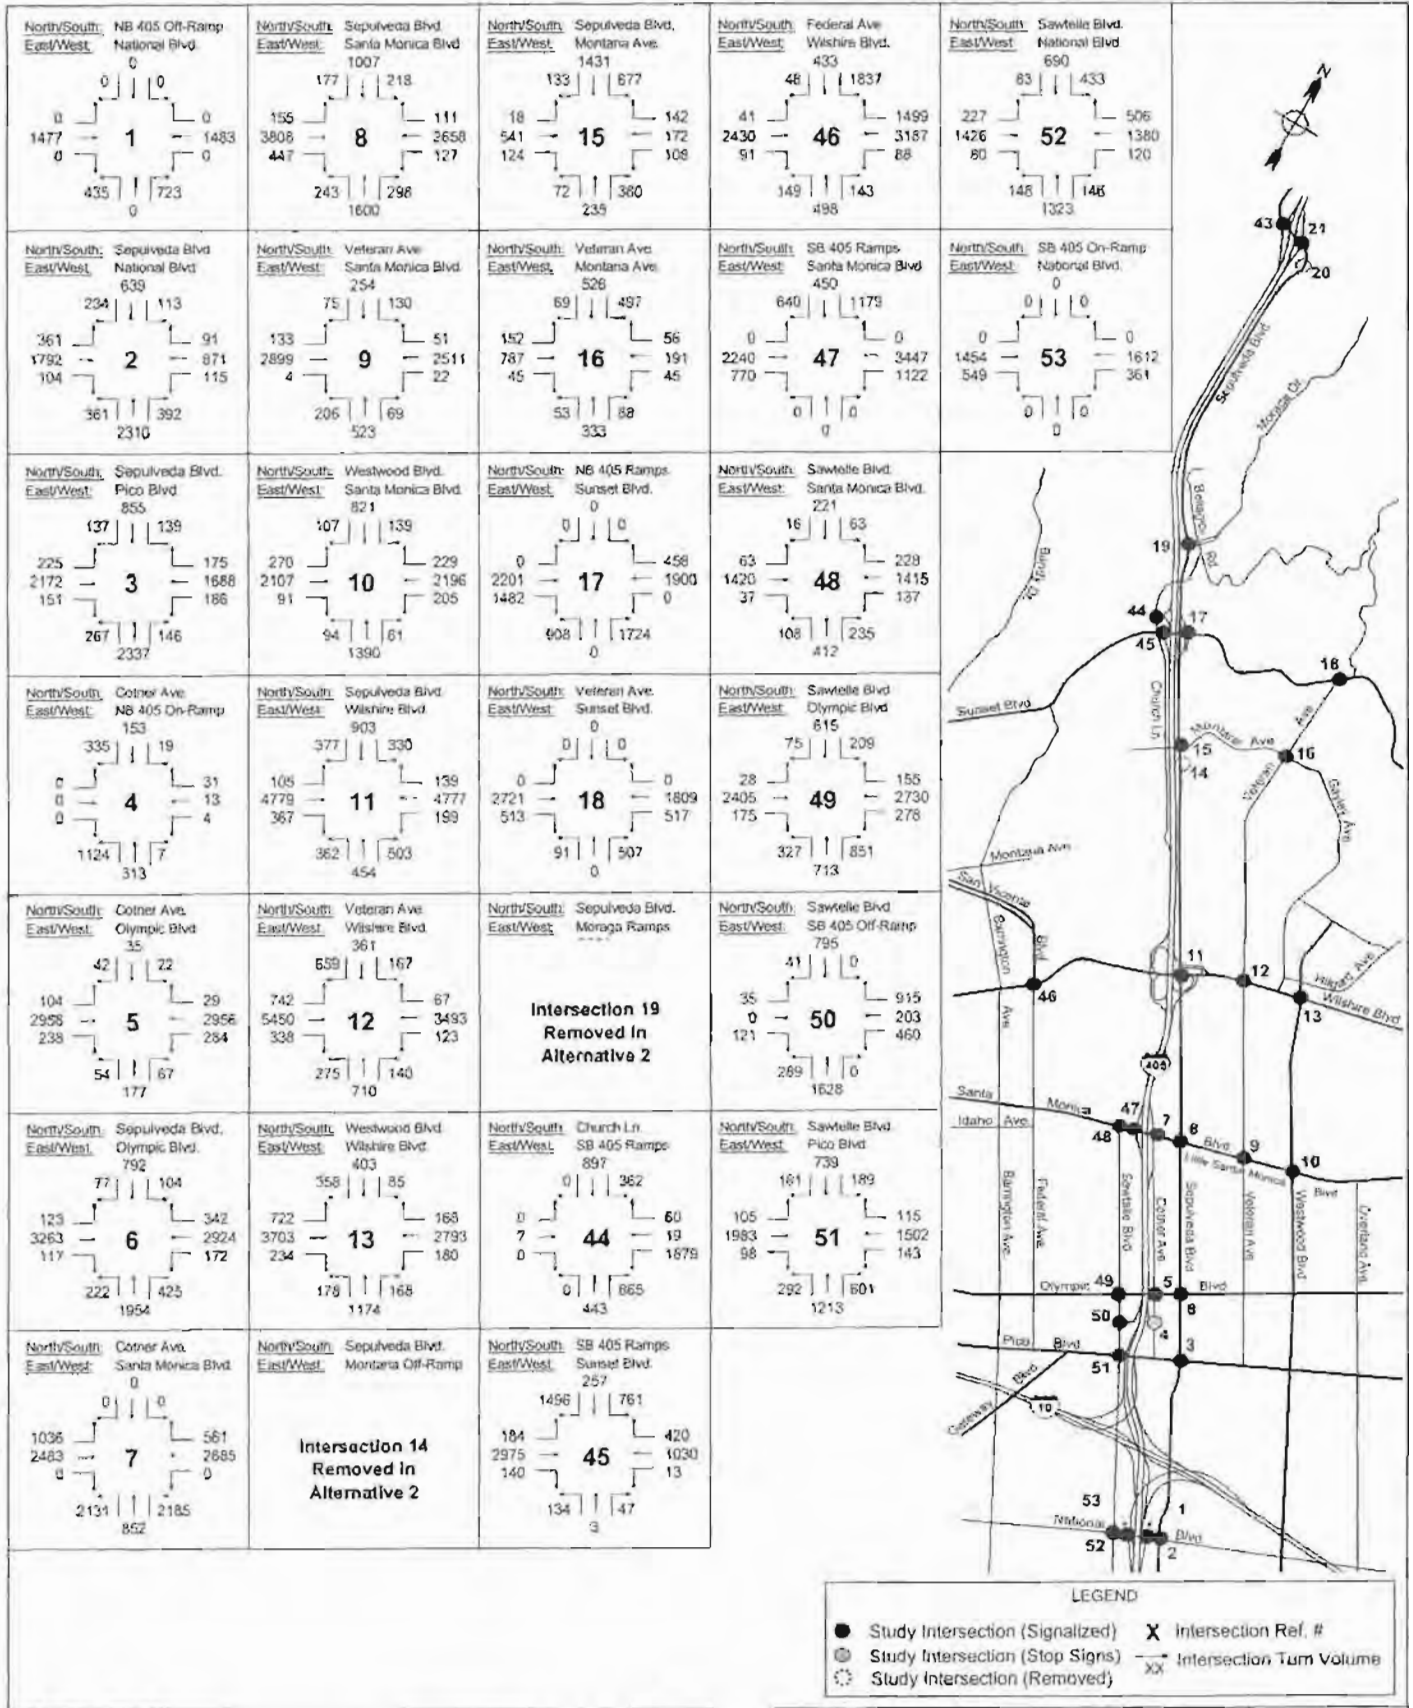 North/South: NB 405 Off-Ramp
East/West: National Blvd.
0
0 0
0 0
1477 1 1483
0 0
435 723
0
North/South: Sepulveda Blvd.
East/West: Santa Monica Blvd
1007
177 218
155 111
3808 8 2658
447 127
243 298
1600
North/South: Sepulveda Blvd.
East/West: Montana Ave.
1431
133 677
18 142
541 15 172
124 108
72 380
235
North/South: Federal Ave
East/West: Wilshire Blvd.
433
48 1837
41 1499
2430 46 3187
91 88
149 143
498
North/South: Sawtelle Blvd.
East/West: National Blvd
690
83 433
227 506
1426 52 1380
80 120
148 146
1323
North/South: Sepulveda Blvd
East/West: National Blvd
639
234 113
361 91
1792 2 871
104 115
361 392
2310
North/South: Veteran Ave
East/West: Santa Monica Blvd.
254
75 130
133 51
2899 9 2511
4 22
206 69
523
North/South: Veteran Ave
East/West: Montana Ave.
526
69 497
152 56
787 16 191
45 45
53 88
333
North/South: SB 405 Ramps
East/West: Santa Monica Blvd
450
640 1179
0 0
2240 47 3447
770 1122
0 0
0
North/South: SB 405 On-Ramp
East/West: National Blvd.
0
0 0
0 0
1454 53 1612
549 361
0 0
0
North/South: Sepulveda Blvd.
East/West: Pico Blvd.
855
137 139
225 175
2172 3 1688
151 186
267 146
2337
North/South: Westwood Blvd.
East/West: Santa Monica Blvd.
821
107 139
270 229
2107 10 2196
91 205
94 61
1390
North/South: NB 405 Ramps
East/West: Sunset Blvd.
0
0 0
0 458
2201 17 1900
1482 0
908 1724
0
North/South: Sawtelle Blvd
East/West: Santa Monica Blvd.
221
16 63
63 228
1420 48 1415
37 137
108 235
412
North/South: Cotner Ave.
East/West: NB 405 On-Ramp
153
335 19
0 31
0 4 13
0 4
1124 7
313
North/South: Sepulveda Blvd.
East/West: Wilshire Blvd.
903
377 330
105 139
4779 11 4777
367 199
362 503
454
North/South: Veteran Ave.
East/West: Sunset Blvd.
0
0 0
0 0
2721 18 1809
513 517
91 507
0
North/South: Sawtelle Blvd
East/West: Olympic Blvd
615
75 209
28 155
2405 49 2730
175 278
327 851
713
North/South: Cotner Ave.
East/West: Olympic Blvd
35
42 22
104 29
2958 5 2956
238 284
54 67
177
North/South: Veteran Ave
East/West: Wilshire Blvd.
361
659 167
742 67
5450 12 3493
338 123
275 140
710
North/South: Sepulveda Blvd.
East/West: Moraga Ramps
Intersection 19
Removed In
Alternative 2
North/South: Sawtelle Blvd
East/West: SB 405 Off-Ramp
795
41 0
35 915
0 50 203
121 460
289 0
1628
North/South: Sepulveda Blvd.
East/West: Olympic Blvd.
792
77 104
123 342
3263 6 2924
117 172
222 425
1954
North/South: Westwood Blvd.
East/West: Wilshire Blvd.
403
358 85
722 168
3703 13 2793
234 180
178 168
1174
North/South: Church Ln.
East/West: SB 405 Ramps
897
0 362
0 60
7 44 19
0 1879
0 865
443
North/South: Sawtelle Blvd
East/West: Pico Blvd
739
161 189
105 115
1983 51 1502
98 143
292 601
1213
North/South: Cotner Ave.
East/West: Santa Monica Blvd.
0
0 0
1036 561
2483 7 2685
0 0
2131 2185
852
North/South: Sepulveda Blvd.
East/West: Montana Off-Ramp
Intersection 14
Removed in
Alternative 2
North/South: SB 405 Ramps
East/West: Sunset Blvd.
257
1496 761
184 420
2975 45 1030
140 13
134 47
3
N
43
21
20
Sepulveda Blvd
Moraga Dr.
Bellagio Rd
19
Bundy Dr
44
17
45
18
Sunset Blvd
Church Ln.
Montana Ave
15
14
16
Veteran Ave
Gayley Ave
Montana Ave
San Vicente Blvd
Barrington Ave.
11
12
46
13
Hilgard Ave
Wilshire Blvd
405
Santa Monica Blvd
Idaho Ave.
47
48
7
8
9
10
Little Santa Monica Blvd
Barrington Ave.
Federal Ave.
Sawtelle Blvd
Cotner Ave.
Sepulveda Blvd
Veteran Ave
Westwood Blvd
Overland Ave.
49
5
Olympic Blvd
6
50
4
Pico Blvd
3
51
Gateway Blvd
10
53
1
National Blvd
52
2
LEGEND
Study Intersection (Signalized)
X Intersection Ref. #
Study Intersection (Stop Signs)
XX Intersection Turn Volume
Study Intersection (Removed)